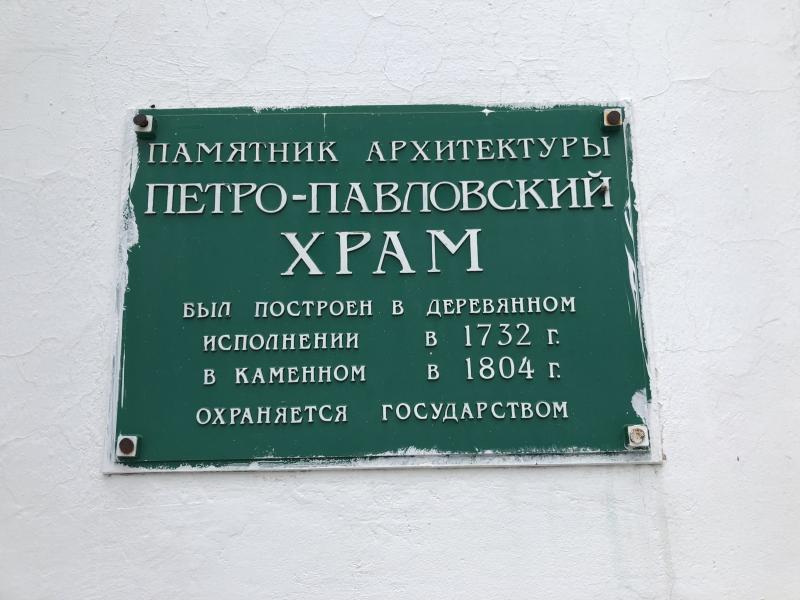 ПАМЯТНИК АРХИТЕКТУРЫ
ПЕТРО-ПАВЛОВСКИЙ
ХРАМ
БЫЛ ПОСТРОЕН В ДЕРЕВЯННОМ
ИСПОЛНЕНИИ В 1732 Г.
В КАМЕННОМ В 1804 Г.
ОХРАНЯЕТСЯ ГОСУДАРСТВОМ